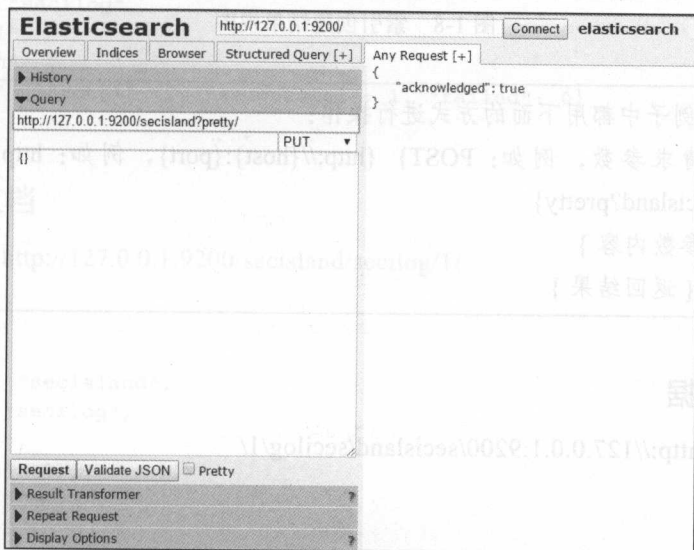 Elasticsearch http://127.0.0.1:9200/ Connect elasticsearch
Overview Indices Browser Structured Query [+] Any Request [+]
▶ History
▼ Query
http://127.0.0.1:9200/secisland?pretty/
PUT ▼
{}
{
"acknowledged": true
}
Request Validate JSON Pretty
▶ Result Transformer ?
▶ Repeat Request
▶ Display Options ?